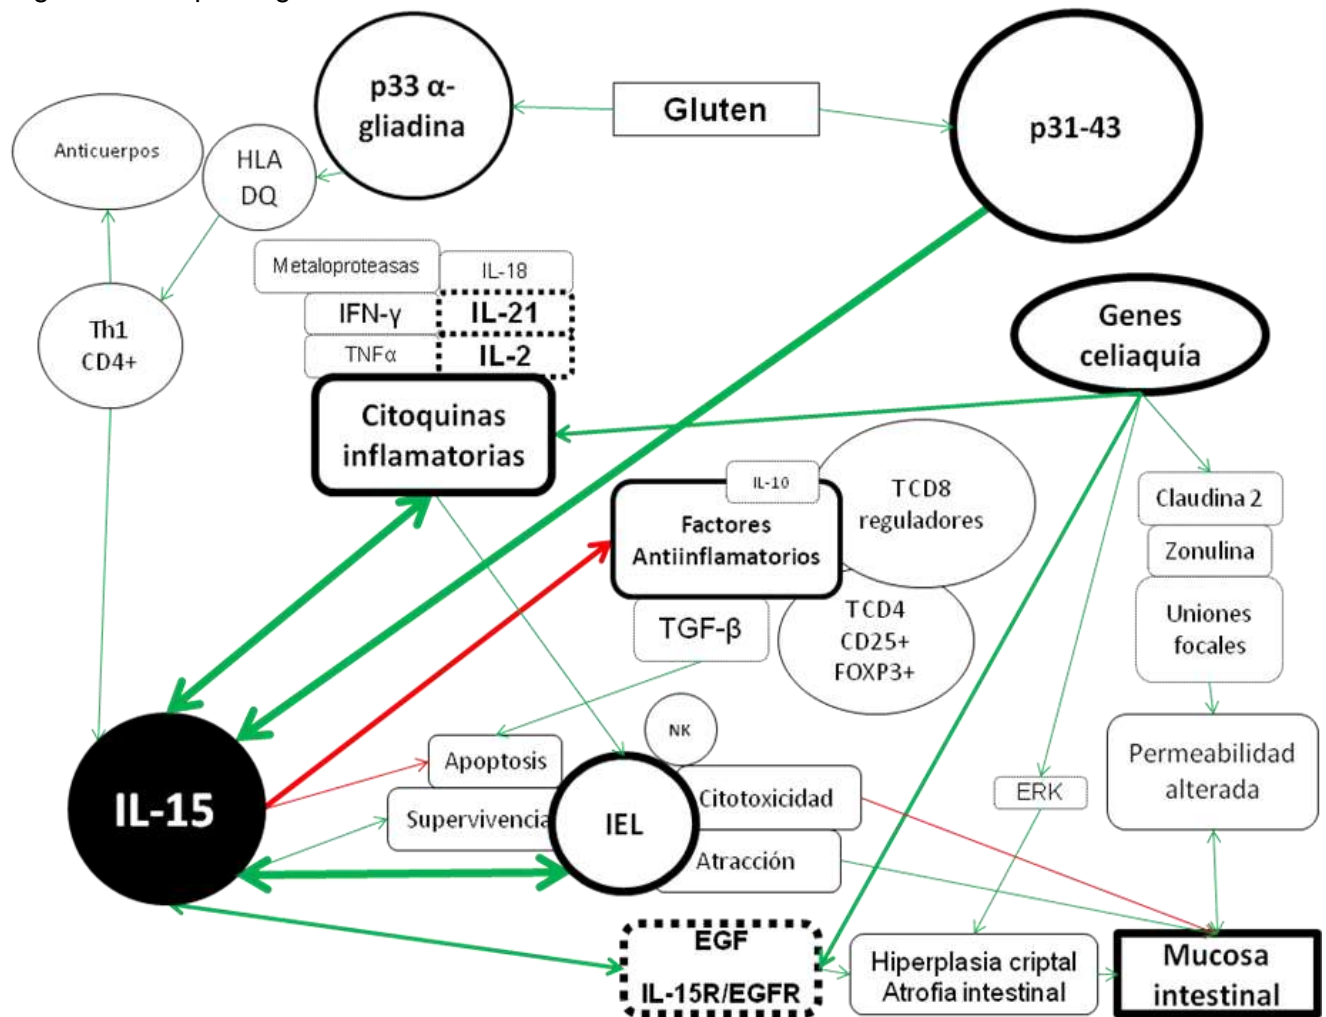 p33 α-
gliadina
Gluten
p31-43
Anticuerpos
HLA
DQ
Metaloproteasas
IL-18
IFN-γ
IL-21
TNFα
IL-2
Th1
CD4+
Genes
celiaquía
Citoquinas
inflamatorias
IL-10
TCD8
reguladores
Factores
Antiinflamatorios
Claudina 2
Zonulina
Uniones
focales
TGF-β
TCD4
CD25+
FOXP3+
NK
Apoptosis
Permeabilidad
alterada
IL-15
Supervivencia
IEL
Citotoxicidad
ERK
Atracción
EGF
IL-15R/EGFR
Hiperplasia criptal
Atrofia intestinal
Mucosa
intestinal